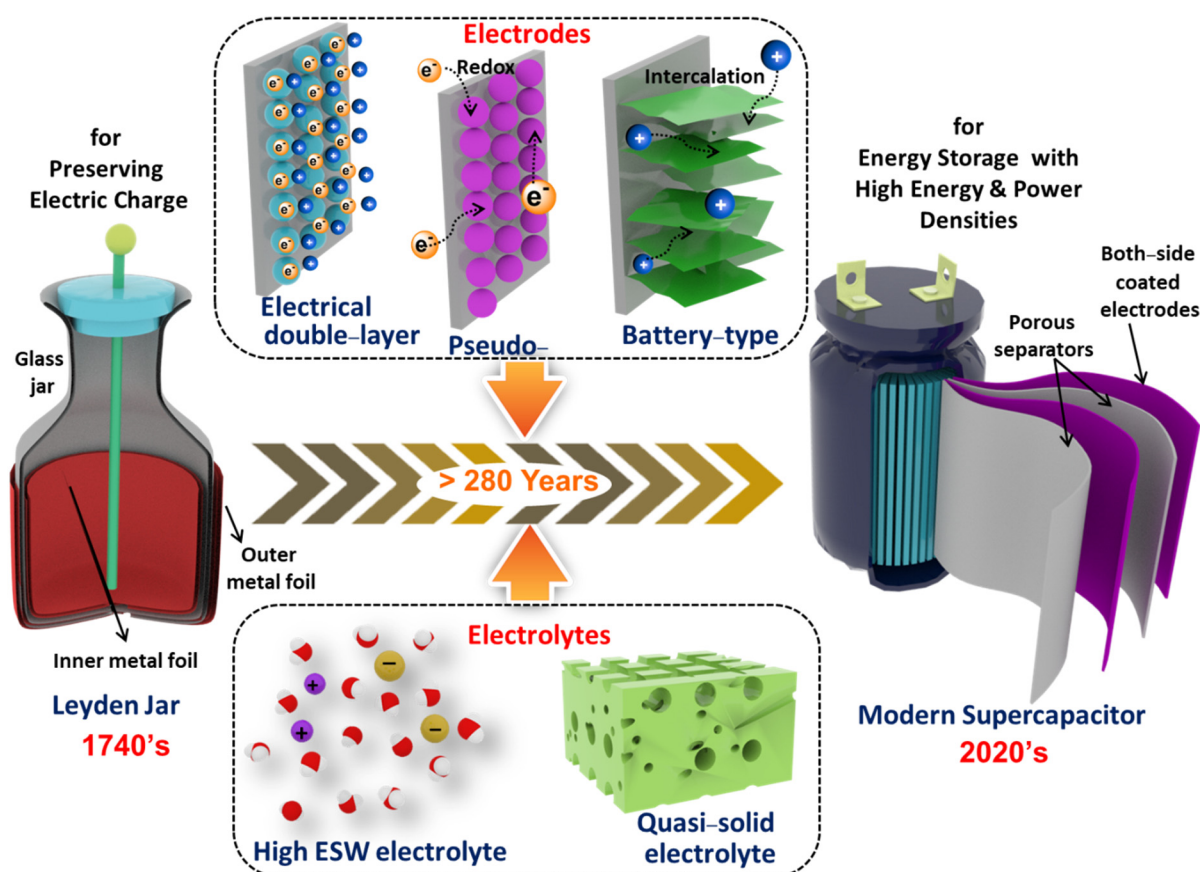 for
Preserving
Electric Charge
Glass
jar
Outer
metal foil
Inner metal foil
Leyden Jar
1740's
Electrodes
e⁻
Redox
e⁻
e⁻
+
Intercalation
+
+
+
Electrical
double–layer
Pseudo–
Battery–type
> 280 Years
Electrolytes
−
+
−
+
High ESW electrolyte
Quasi–solid
electrolyte
for
Energy Storage with
High Energy & Power
Densities
Both–side
coated
electrodes
Porous
separators
Modern Supercapacitor
2020's